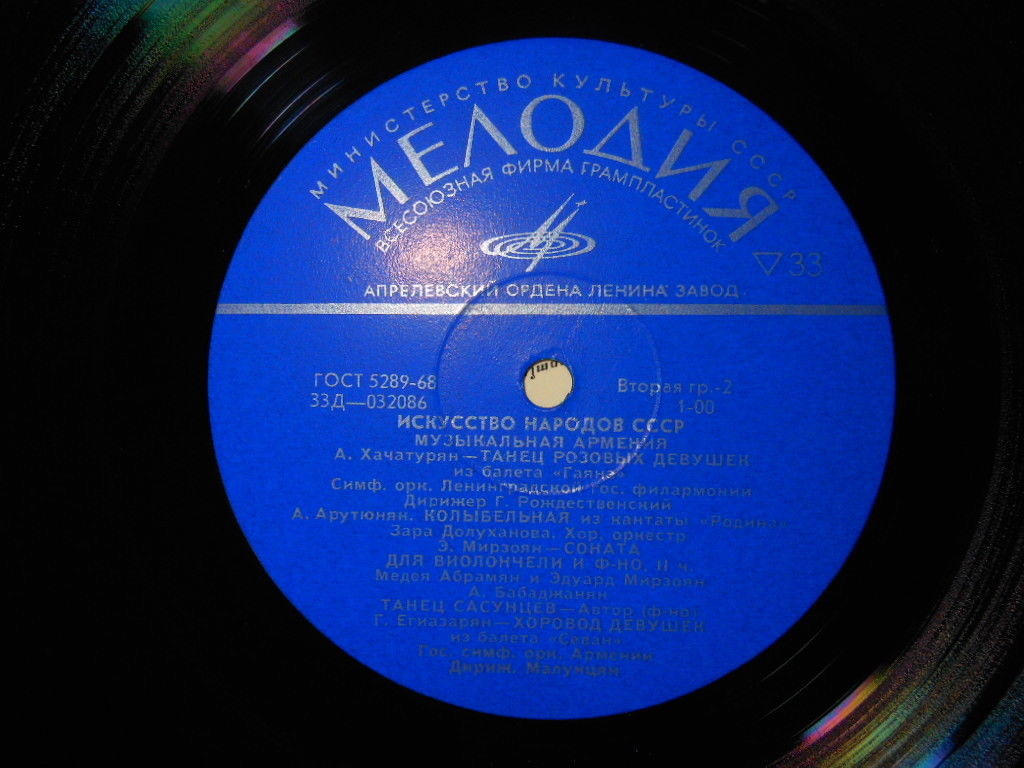 МИНИСТЕРСТВО КУЛЬТУРЫ СССР
МЕЛОДИЯ
ВСЕСОЮЗНАЯ ФИРМА ГРАМПЛАСТИНОК
▽33
АПРЕЛЕВСКИЙ ОРДЕНА ЛЕНИНА ЗАВОД
ГОСТ 5289-68
33Д—032086
Вторая гр.-2
1-00
ИСКУССТВО НАРОДОВ СССР
МУЗЫКАЛЬНАЯ АРМЕНИЯ
А. Хачатурян—ТАНЕЦ РОЗОВЫХ ДЕВУШЕК
из балета «Гаянэ»
Симф. орк. Ленинградской гос. филармонии
Дирижер Г. Рождественский
А. Арутюнян. КОЛЫБЕЛЬНАЯ из кантаты «Родина»
Зара Долуханова. Хор, оркестр
Э. Мирзоян—СОНАТА
ДЛЯ ВИОЛОНЧЕЛИ И Ф-НО, II ч.
Медея Абрамян и Эдуард Мирзоян
А. Бабаджанян
ТАНЕЦ САСУНЦЕВ—Автор (ф-но)
Г. Егиазарян—ХОРОВОД ДЕВУШЕК
из балета «Севан»
Гос. симф. орк. Армении
Дириж. Малунцян